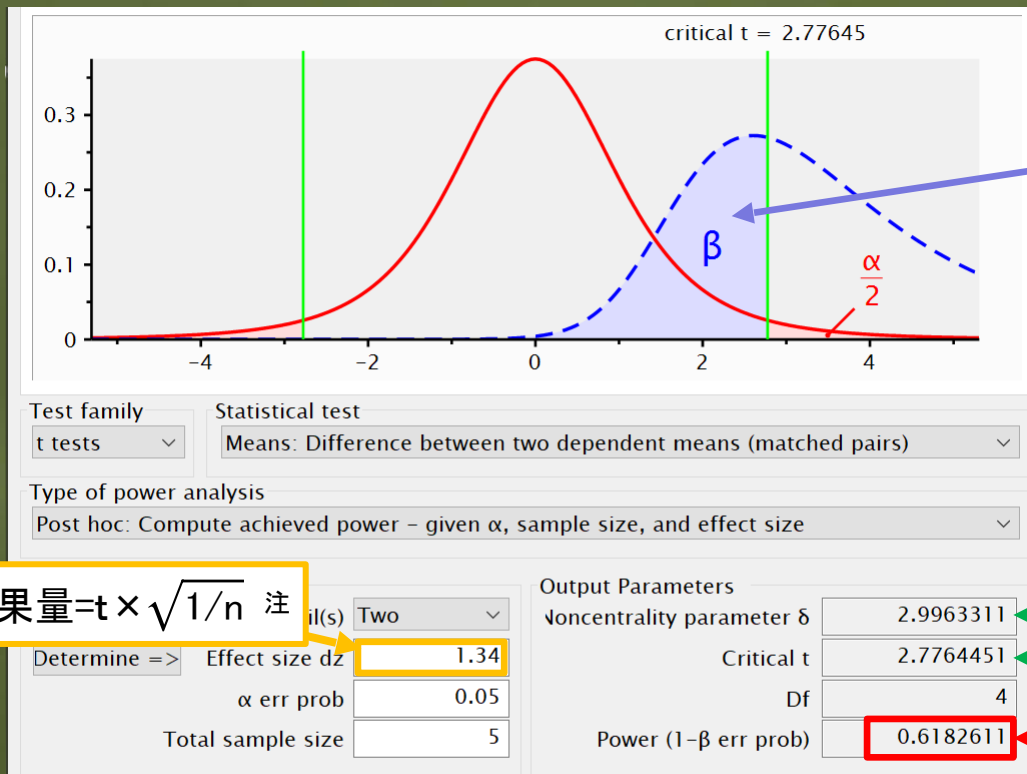 critical t = 2.77645
0.3
0.2
0.1
0
-4
-2
0
2
4
β
α
2
Test family
Statistical test
t tests
Means: Difference between two dependent means (matched pairs)
Type of power analysis
Post hoc: Compute achieved power – given α, sample size, and effect size
果量=t×√1/n 注
il(s) Two
Determine => Effect size dz 1.34
α err prob 0.05
Total sample size 5
Output Parameters
Noncentrality parameter δ 2.9963311
Critical t 2.7764451
Df 4
Power (1-β err prob) 0.6182611